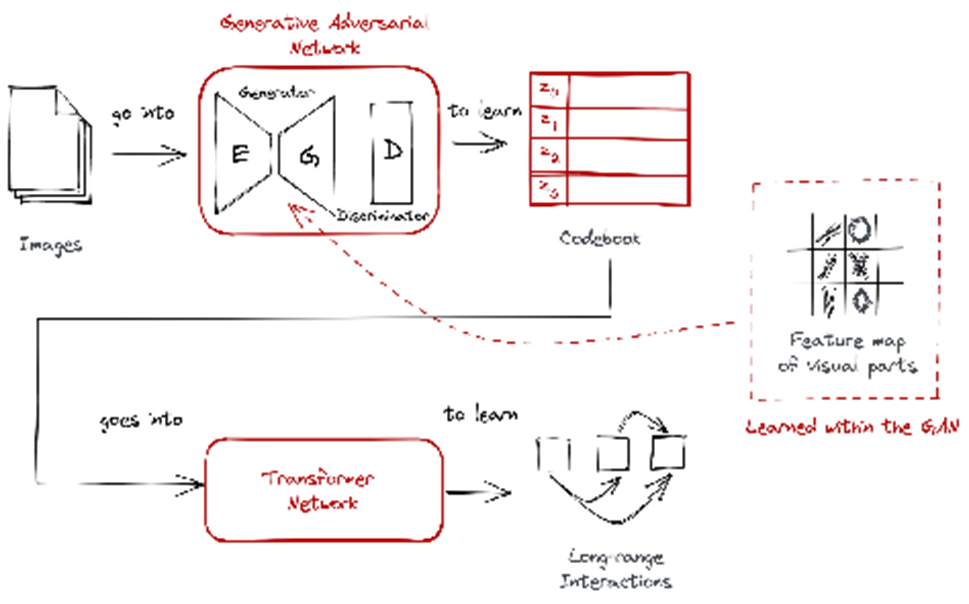 Generative Adversarial
Network
go into
Generator
E
G
D
Discriminator
to learn
z0
z1
z2
z3
Images
Codebook
Feature map
of visual parts
Learned within the GAN
goes into
to learn
Transformer
Network
Long-range
Interactions